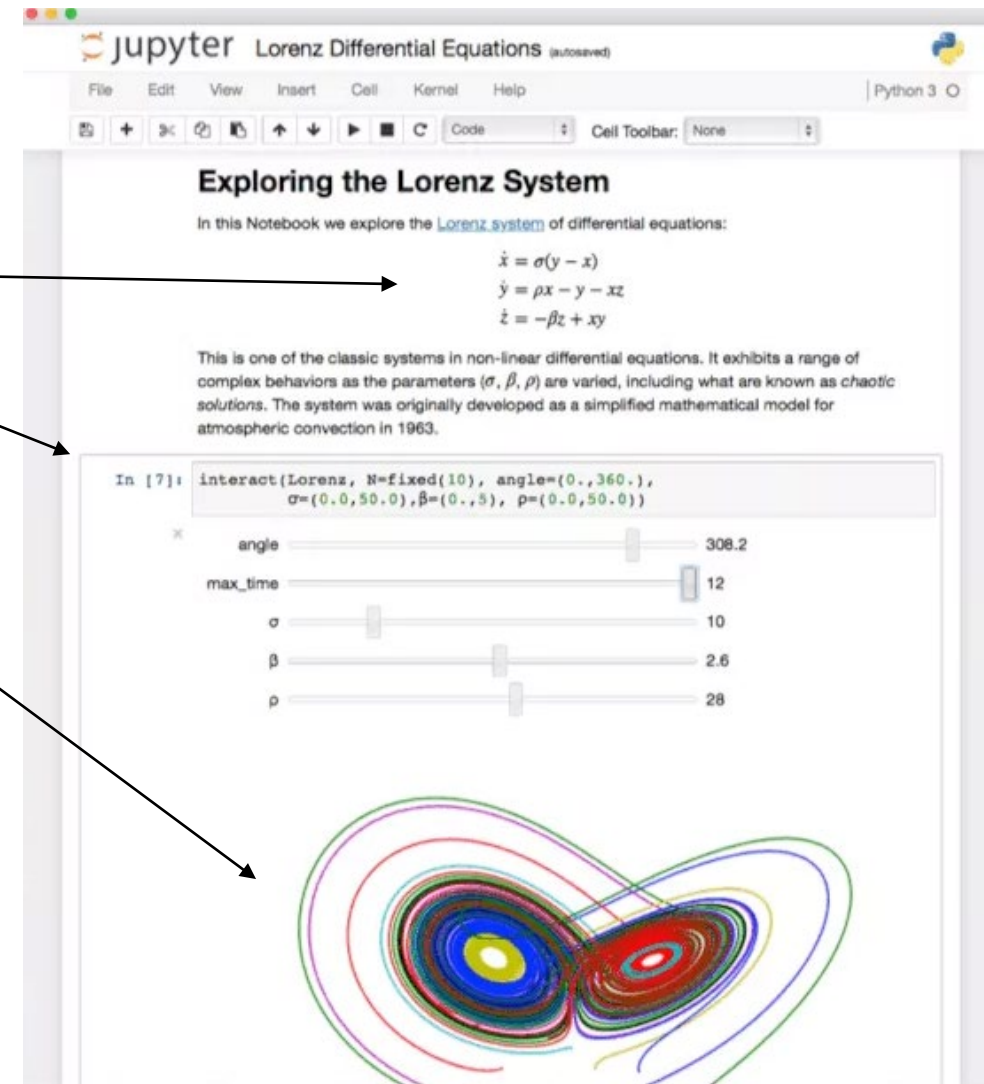 jupyter Lorenz Differential Equations (autosaved)
File Edit View Insert Cell Kernel Help Python 3
Code Cell Toolbar: None
Exploring the Lorenz System
In this Notebook we explore the Lorenz system of differential equations:
ẋ = σ(y − x)
ẏ = ρx − y − xz
ż = −βz + xy
This is one of the classic systems in non-linear differential equations. It exhibits a range of
complex behaviors as the parameters (σ, β, ρ) are varied, including what are known as chaotic
solutions. The system was originally developed as a simplified mathematical model for
atmospheric convection in 1963.
In [7]: interact(Lorenz, N=fixed(10), angle=(0.,360.),
σ=(0.0,50.0),β=(0.,5), ρ=(0.0,50.0))
angle 308.2
max_time 12
σ 10
β 2.6
ρ 28